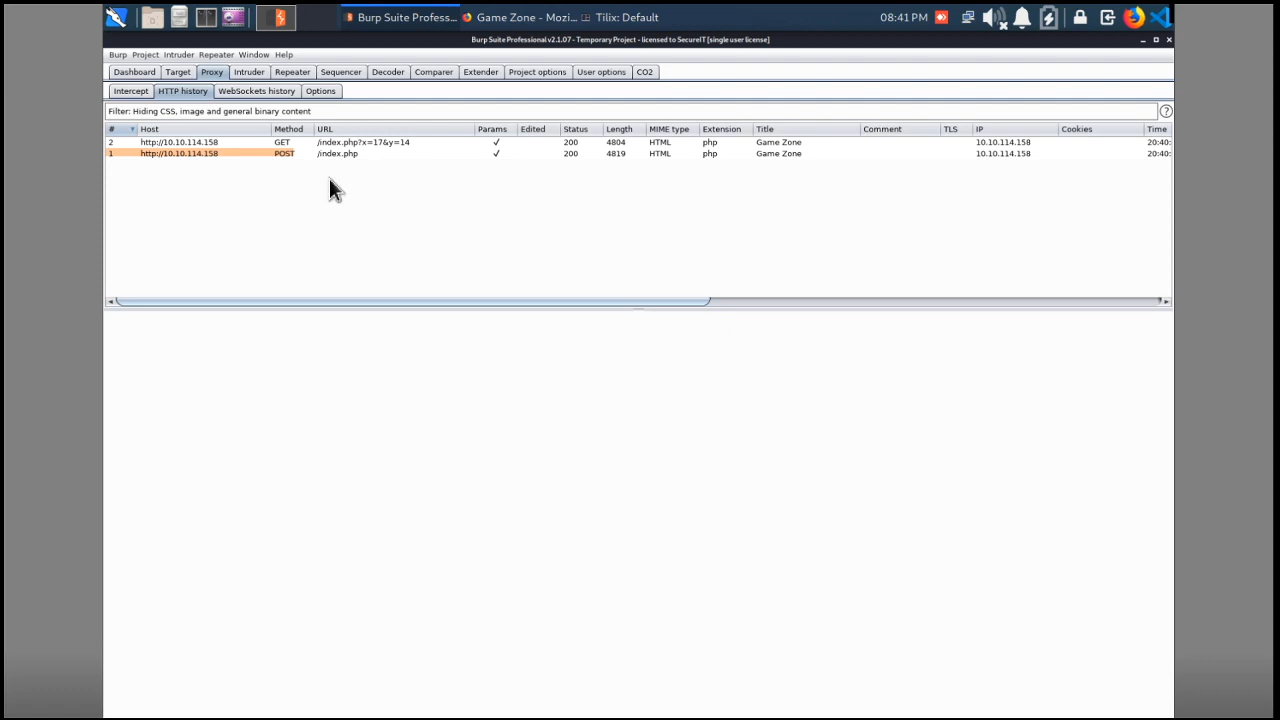 Burp Suite Profess... Game Zone - Mozi... Tilix: Default 08:41 PM
Burp Suite Professional v2.1.07 - Temporary Project - licensed to SecureIT [single user license]
Burp Project Intruder Repeater Window Help
Dashboard Target Proxy Intruder Repeater Sequencer Decoder Comparer Extender Project options User options CO2
Intercept HTTP history WebSockets history Options
Filter: Hiding CSS, image and general binary content ?
# Host Method URL Params Edited Status Length MIME type Extension Title Comment TLS IP Cookies Time
2 http://10.10.114.158 GET /index.php?x=17&y=14 ✓ 200 4804 HTML php Game Zone 10.10.114.158 20:40:
1 http://10.10.114.158 POST /index.php ✓ 200 4819 HTML php Game Zone 10.10.114.158 20:40: